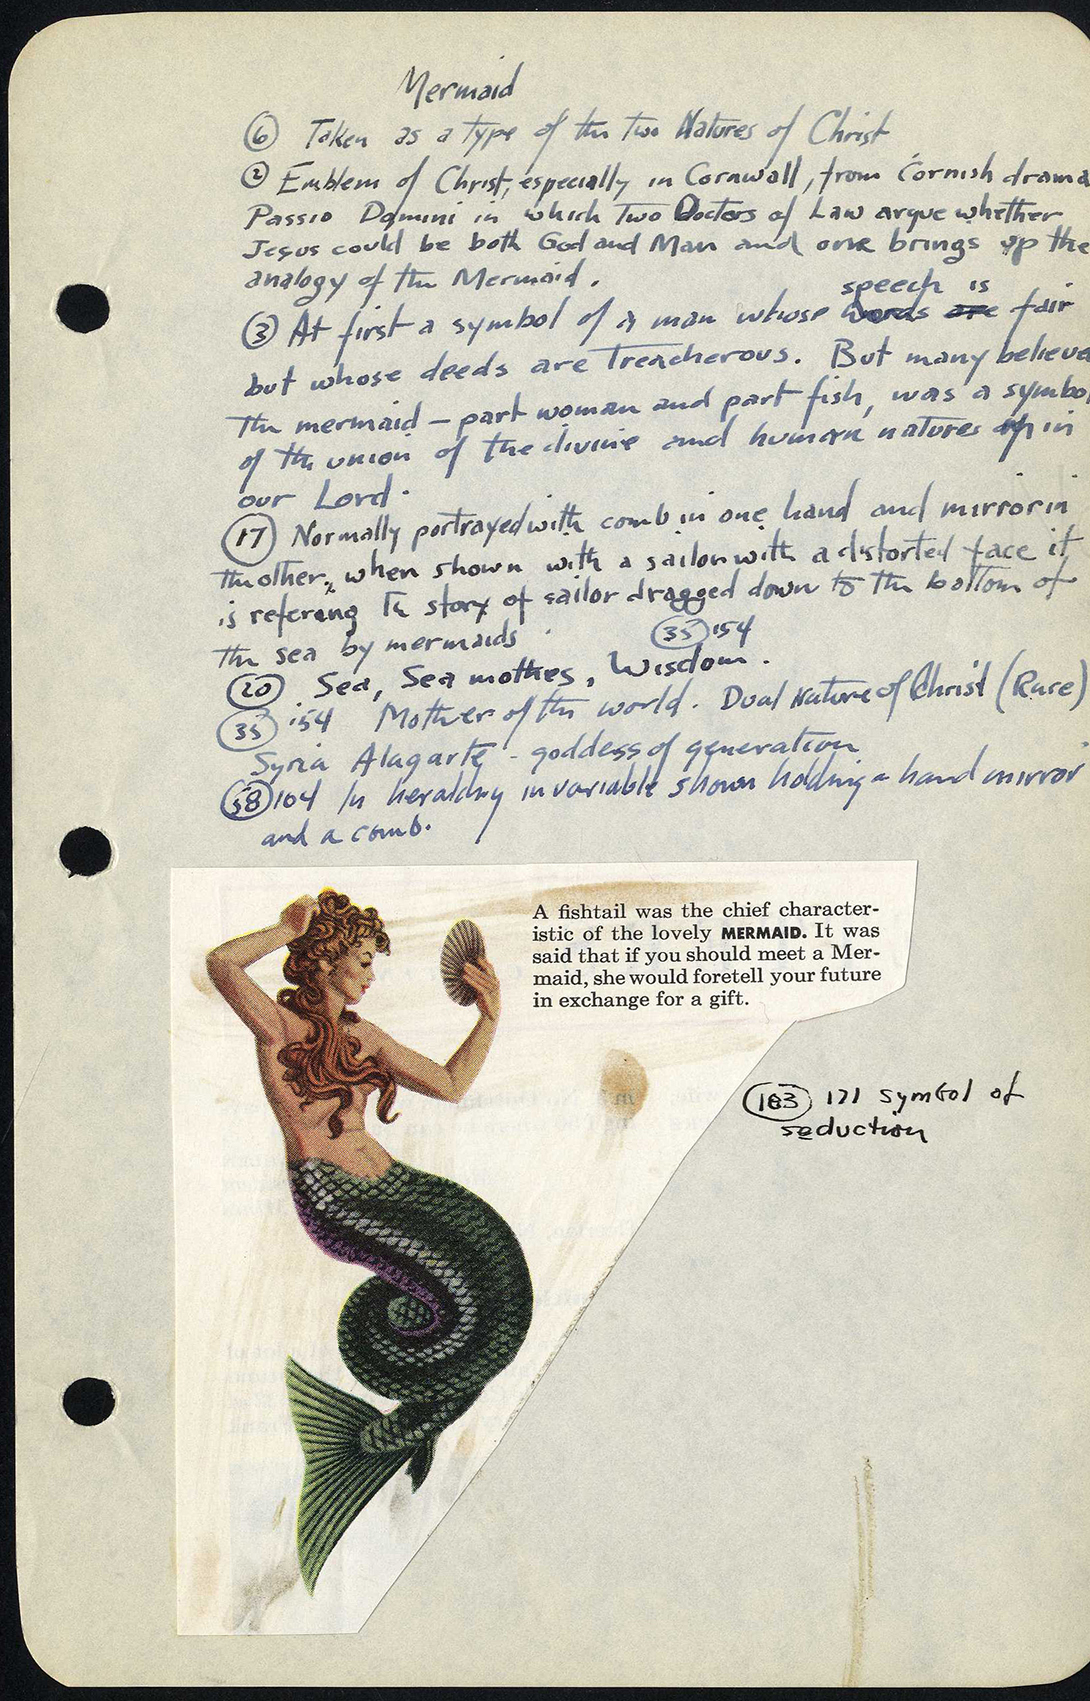 Mermaid
⑥ Taken as a type of the two Natures of Christ
② Emblem of Christ, especially in Cornwall, from Cornish drama
Passio Domini in which Two Doctors of Law argue whether
Jesus could be both God and Man and one brings up the
analogy of the Mermaid.
speech is
③ At first a symbol of a man whose words are fair
but whose deeds are treacherous. But many believe
the mermaid – part woman and part fish, was a symbol
of the union of the divine and human natures in
our Lord.
⑰ Normally portrayed with comb in one hand and mirror in
the other, when shown with a sailor with a distorted face it
is refering to story of sailor dragged down to the bottom of
the sea by mermaids
㉟ 154
⑳ Sea, Sea mother, Wisdom.
㉟ 154 Mother of the world. Dual Nature of Christ (Rare)
Syria Alagarte - goddess of generation
(58) 104 In heraldry invariable shown holding a hand mirror
and a comb.
A fishtail was the chief character-
istic of the lovely MERMAID. It was
said that if you should meet a Mer-
maid, she would foretell your future
in exchange for a gift.
(183) 171 symbol of
seduction